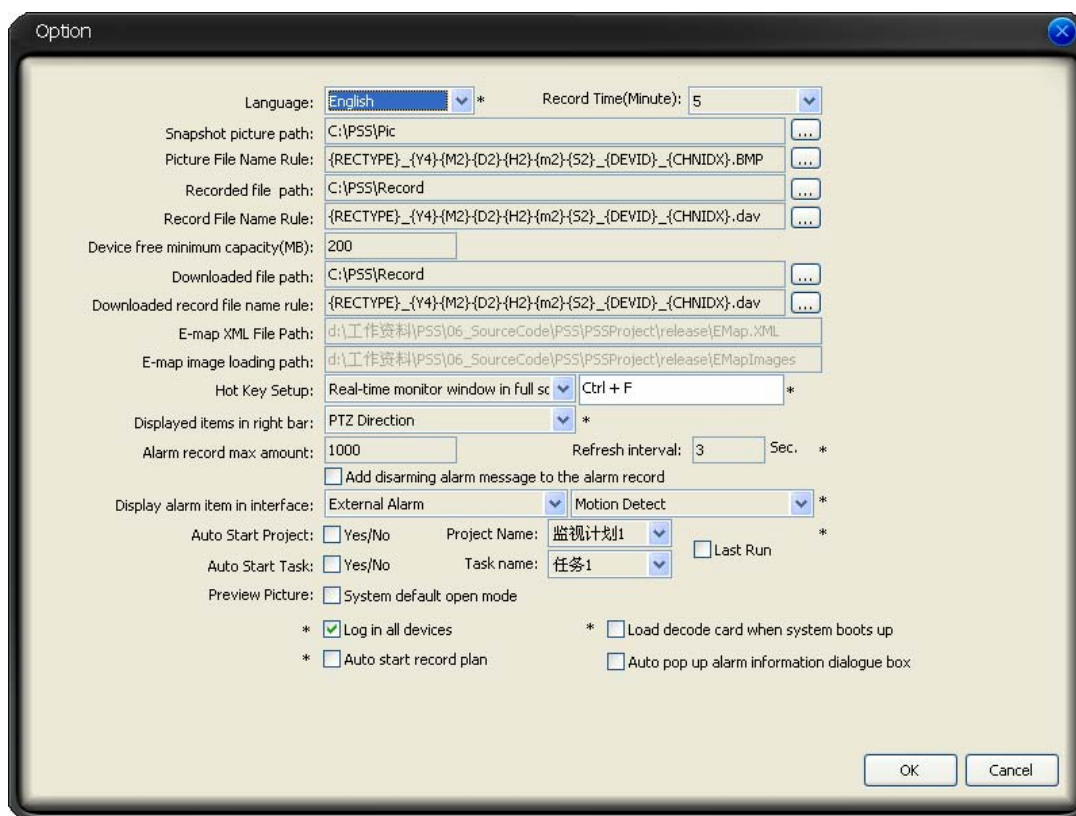 Option
Language: English * Record Time(Minute): 5
Snapshot picture path: C:\PSS\Pic ...
Picture File Name Rule: {RECTYPE}_{Y4}{M2}-{D2}-{H2}{m2}{S2}_{DEVID}_{CHNIDX}.BMP ...
Recorded file path: C:\PSS\Record ...
Record File Name Rule: {RECTYPE}_{Y4}{M2}-{D2}-{H2}{m2}{S2}_{DEVID}_{CHNIDX}.dav ...
Device free minimum capacity(MB): 200
Downloaded file path: C:\PSS\Record ...
Downloaded record file name rule: {RECTYPE}_{Y4}{M2}-{D2}-{H2}{m2}{S2}_{DEVID}_{CHNIDX}.dav ...
E-map XML File Path: d:\工作资料\PSS\06_SourceCode\PSS\PSSProject\release\EMap.XML
E-map image loading path: d:\工作资料\PSS\06_SourceCode\PSS\PSSProject\release\EMapImages
Hot Key Setup: Real-time monitor window in full sc Ctrl + F *
Displayed items in right bar: PTZ Direction *
Alarm record max amount: 1000 Refresh interval: 3 Sec. *
Add disarming alarm message to the alarm record
Display alarm item in interface: External Alarm Motion Detect *
Auto Start Project: Yes/No Project Name: 监视计划1 *
Last Run
Auto Start Task: Yes/No Task name: 任务1
Preview Picture: System default open mode
* Log in all devices * Load decode card when system boots up
* Auto start record plan Auto pop up alarm information dialogue box
OK Cancel